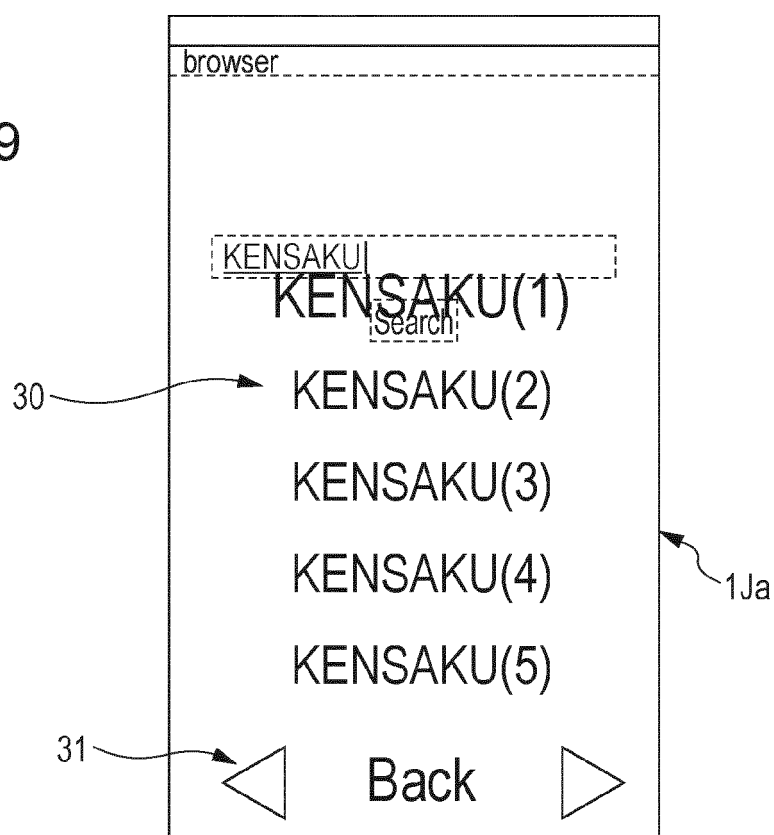 browser
9
KENSAKU
KENSAKU(1)
Search
30
KENSAKU(2)
KENSAKU(3)
KENSAKU(4)
1Ja
KENSAKU(5)
31
Back